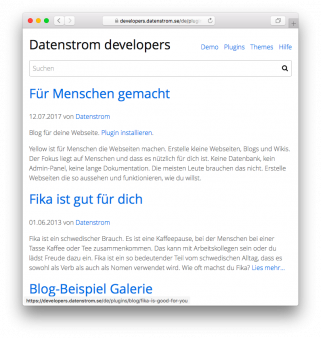 developers.datenstrom.se/de/plugin
Datenstrom developers
Demo Plugins Themes Hilfe
Suchen
Für Menschen gemacht
12.07.2017 von Datenstrom
Blog für deine Webseite. Plugin installieren.
Yellow ist für Menschen die Webseiten machen. Erstelle kleine Webseiten, Blogs und Wikis.
Der Fokus liegt auf Menschen und dass es nützlich für dich ist. Keine Datenbank, kein
Admin-Panel, keine lange Dokumentation. Die meisten Leute brauchen das nicht. Erstelle
Webseiten die so aussehen und funktionieren, wie du willst.
Fika ist gut für dich
01.06.2013 von Datenstrom
Fika ist ein schwedischer Brauch. Es ist eine Kaffeepause, bei der Menschen bei einer
Tasse Kaffee oder Tee zusammenkommen. Das kann mit Arbeitskollegen sein oder du
lädst Freude dazu ein. Fika ist ein so bedeutender Teil vom schwedischen Alltag, dass es
sowohl als Verb als auch als Nomen verwendet wird. Wie oft machst du Fika? Lies mehr...
Blog-Beispiel Galerie
https://developers.datenstrom.se/de/plugins/blog/fika-is-good-for-you